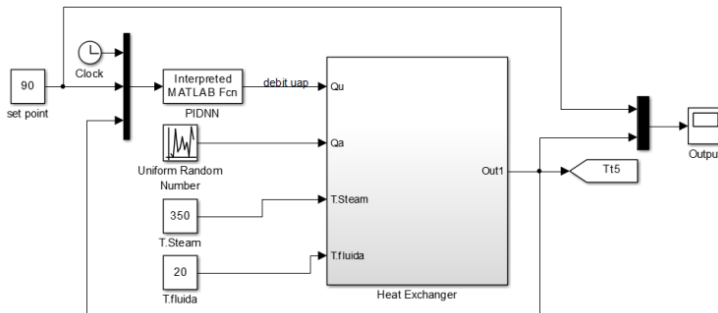 Clock
90
set point
Interpreted
MATLAB Fcn
PIDNN
debit uap
Uniform Random
Number
350
T.Steam
20
T.fluida
Qu
Qa
T.Steam
T.fluida
Out1
Heat Exchanger
Tt5
Output